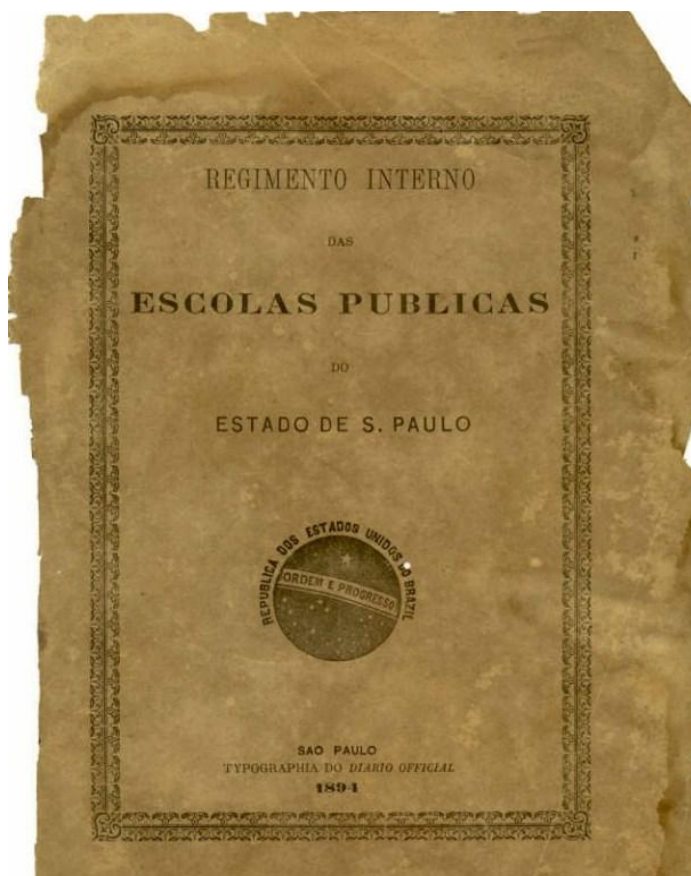 REGIMENTO INTERNO
DAS
ESCOLAS PUBLICAS
DO
ESTADO DE S. PAULO
REPUBLICA DOS ESTADOS UNIDOS DO BRAZIL
ORDEM E PROGRESSO
SAO PAULO
TYPOGRAPHIA DO DIARIO OFFICIAL
1894